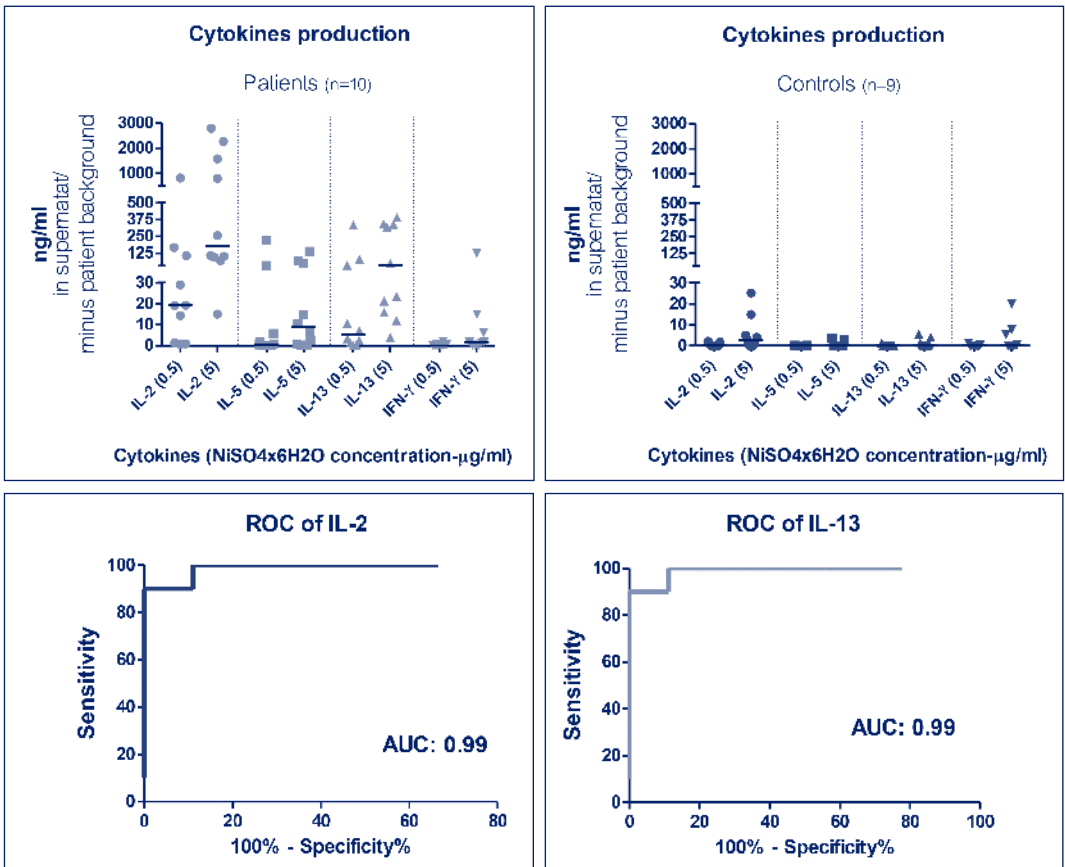 Cytokines production
Patients (n=10)
ng/ml
in supernatat/
minus patient background
3000
2000
1000
500
375
250
125
30
20
10
0
IL-2 (0.5)
IL-2 (5)
IL-5 (0.5)
IL-5 (5)
IL-13 (0.5)
IL-13 (5)
IFN-γ (0.5)
IFN-γ (5)
Cytokines (NiSO4x6H2O concentration-µg/ml)
Cytokines production
Controls (n–9)
ng/ml
in supernatat/
minus patient background
3000
2000
1000
500
375
250
125
30
20
10
0
IL-2 (0.5)
IL-2 (5)
IL-5 (0.5)
IL-5 (5)
IL-13 (0.5)
IL-13 (5)
IFN-γ (0.5)
IFN-γ (5)
Cytokines (NiSO4x6H2O concentration-µg/ml)
ROC of IL-2
Sensitivity
100
80
60
40
20
0
AUC: 0.99
0 20 40 60 80
100% - Specificity%
ROC of IL-13
Sensitivity
100
80
60
40
20
0
AUC: 0.99
0 20 40 60 80 100
100% - Specificity%